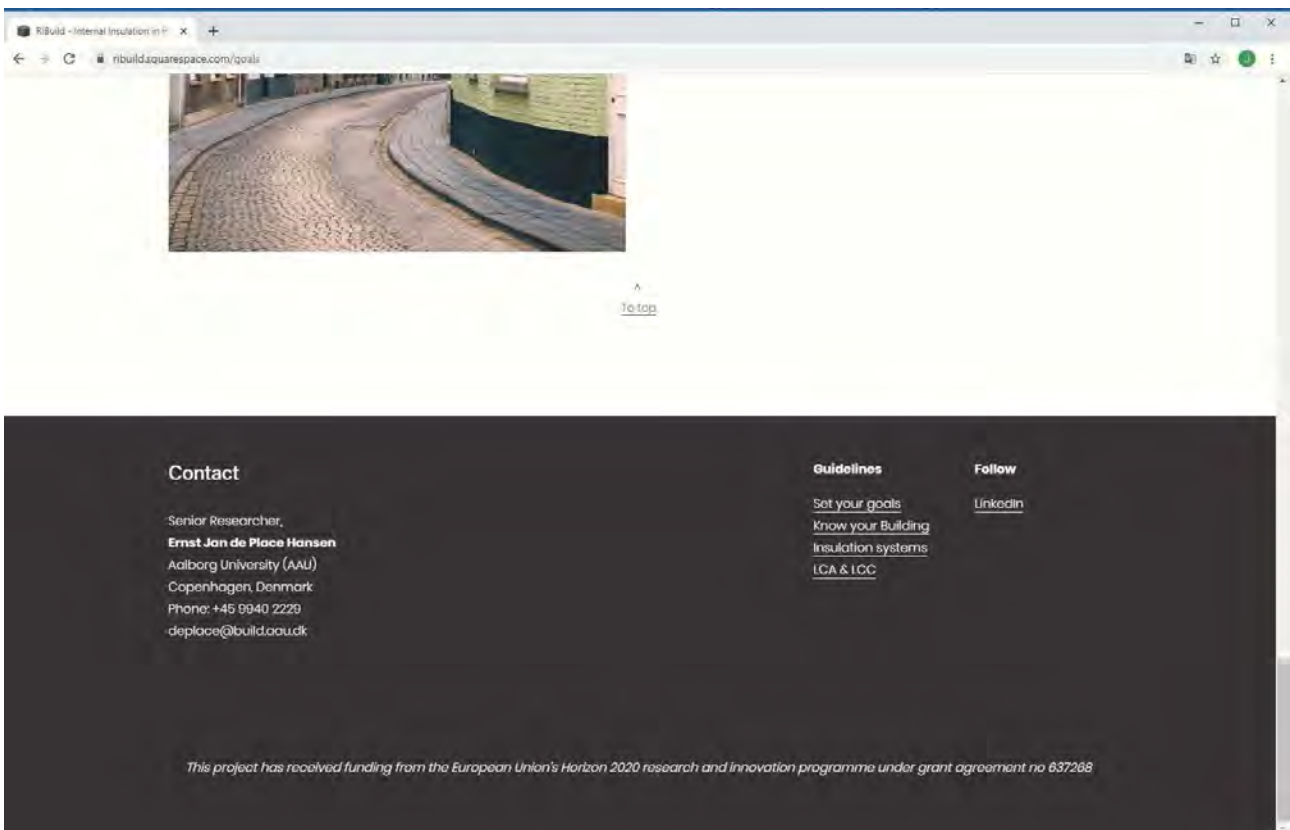 RiBuild - Internal Insulation in
ribuild.squarespace.com/goals
To top
Contact
Senior Researcher,
Ernst Jan de Place Hansen
Aalborg University (AAU)
Copenhagen, Denmark
Phone: +45 9940 2229
deplace@build.aau.dk
Guidelines
Set your goals
Know your Building
Insulation systems
LCA & LCC
Follow
LinkedIn
This project has received funding from the European Union's Horizon 2020 research and innovation programme under grant agreement no 637268